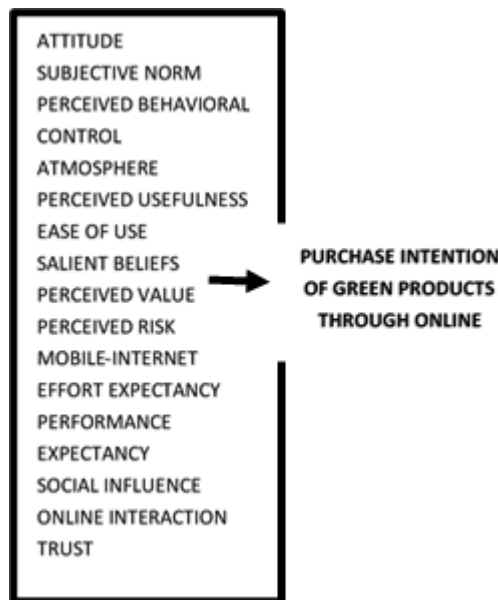 ATTITUDE
SUBJECTIVE NORM
PERCEIVED BEHAVIORAL
CONTROL
ATMOSPHERE
PERCEIVED USEFULNESS
EASE OF USE
SALIENT BELIEFS
PERCEIVED VALUE
PERCEIVED RISK
MOBILE-INTERNET
EFFORT EXPECTANCY
PERFORMANCE
EXPECTANCY
SOCIAL INFLUENCE
ONLINE INTERACTION
TRUST
PURCHASE INTENTION
OF GREEN PRODUCTS
THROUGH ONLINE